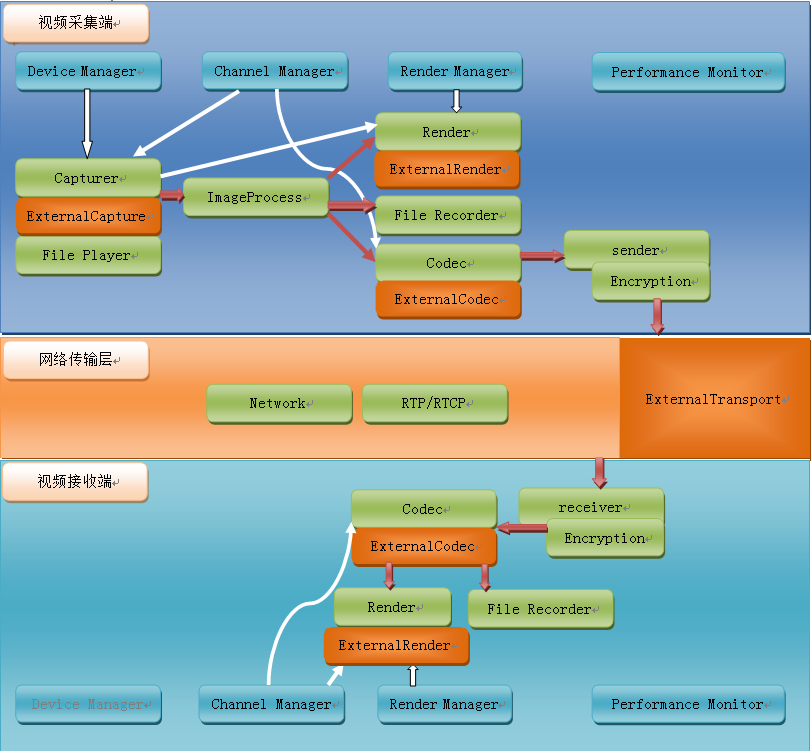 视频采集端
Device Manager
Channel Manager
Render Manager
Performance Monitor
Render
Capturer
ExternalRender
ImageProcess
ExternalCapture
File Recorder
File Player
Codec
sender
ExternalCodec
Encryption
网络传输层
Network
RTP/RTCP
ExternalTransport
视频接收端
Codec
receiver
ExternalCodec
Encryption
Render
File Recorder
ExternalRender
Device Manager
Channel Manager
Render Manager
Performance Monitor